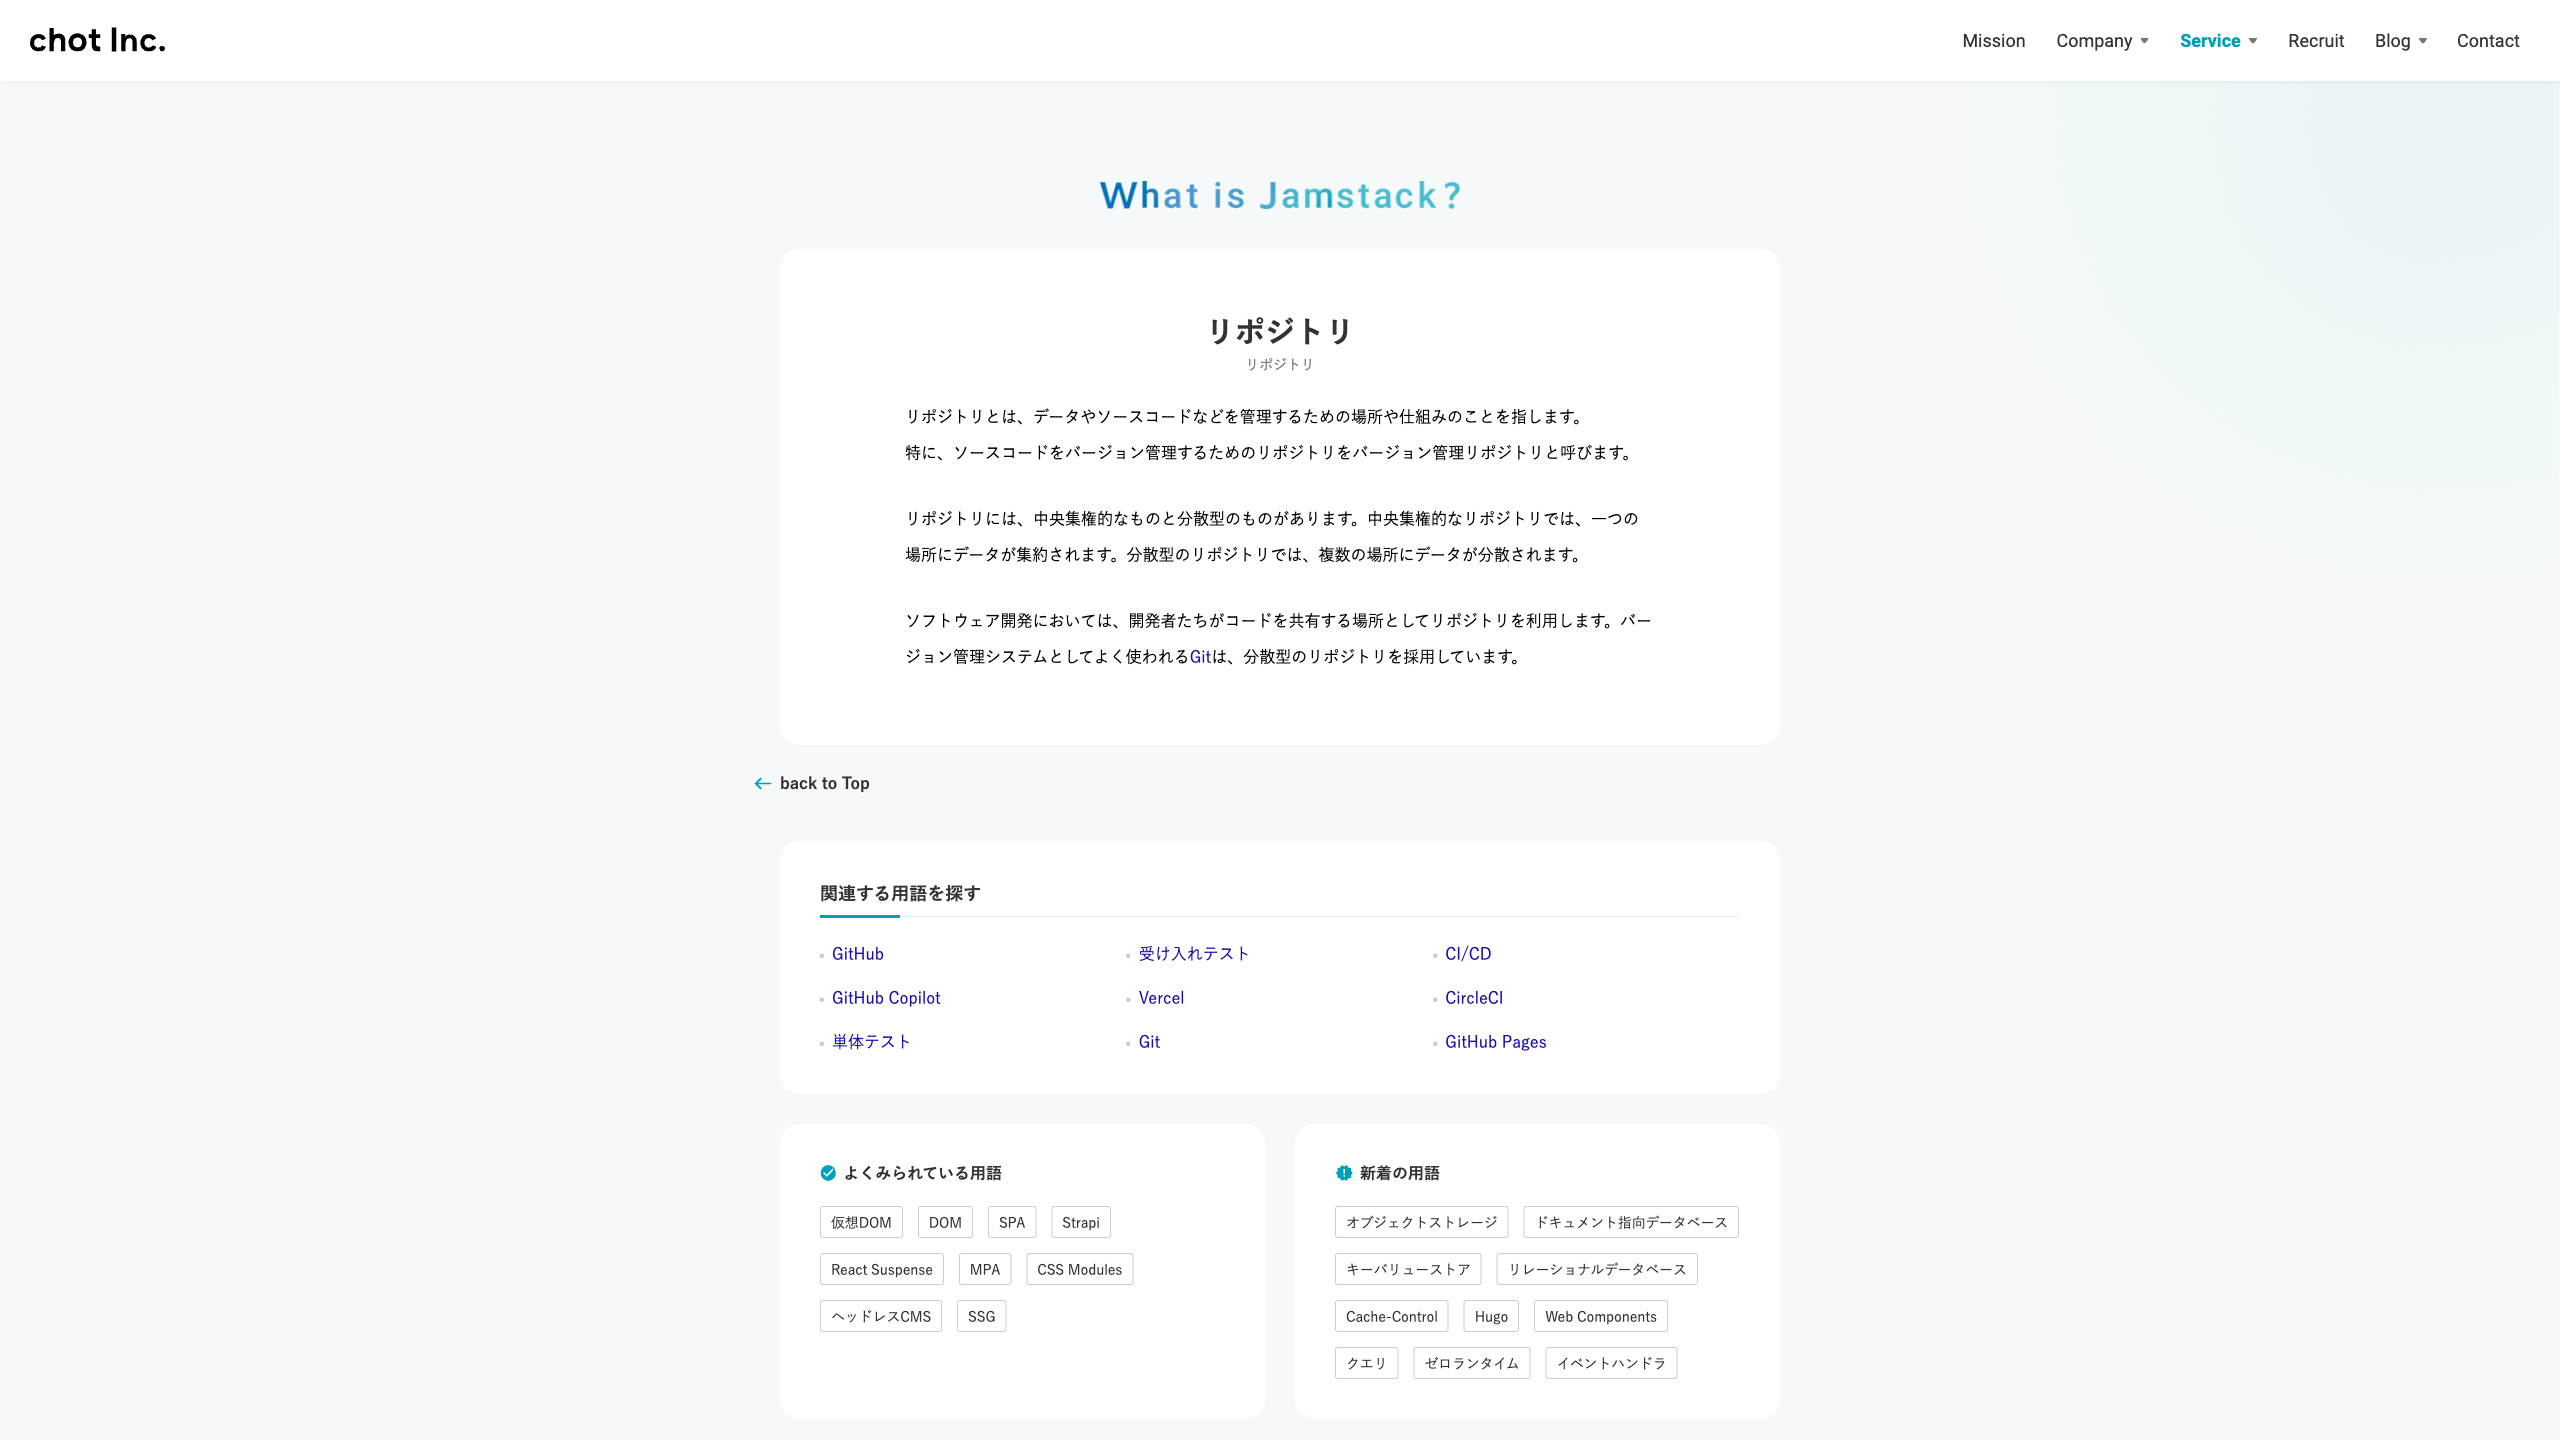 chot Inc.
Mission Company Service Recruit Blog Contact
What is Jamstack?
リポジトリ
リポジトリ
リポジトリとは、データやソースコードなどを管理するための場所や仕組みのことを指します。
特に、ソースコードをバージョン管理するためのリポジトリをバージョン管理リポジトリと呼びます。
リポジトリには、中央集権的なものと分散型のものがあります。中央集権的なリポジトリでは、一つの
場所にデータが集約されます。分散型のリポジトリでは、複数の場所にデータが分散されます。
ソフトウェア開発においては、開発者たちがコードを共有する場所としてリポジトリを利用します。バー
ジョン管理システムとしてよく使われるGitは、分散型のリポジトリを採用しています。
back to Top
関連する用語を探す
GitHub 受け入れテスト CI/CD
GitHub Copilot Vercel CircleCI
単体テスト Git GitHub Pages
よくみられている用語
仮想DOM DOM SPA Strapi
React Suspense MPA CSS Modules
ヘッドレスCMS SSG
新着の用語
オブジェクトストレージ ドキュメント指向データベース
キーバリューストア リレーショナルデータベース
Cache-Control Hugo Web Components
クエリ ゼロランタイム イベントハンドラ